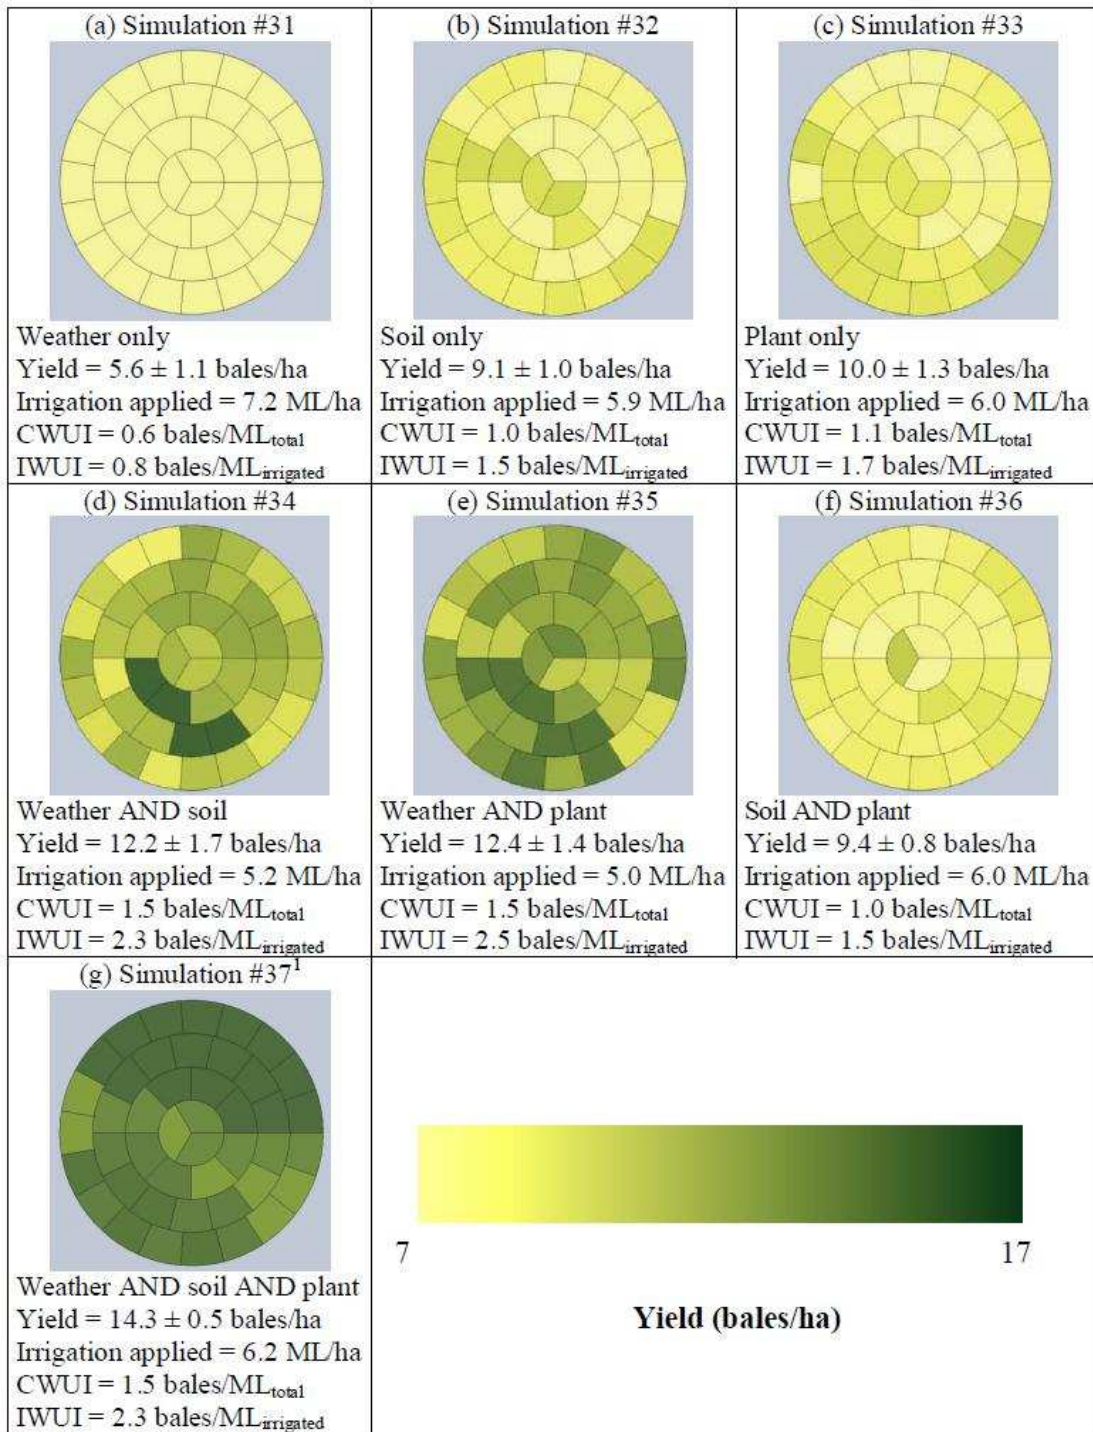 (a) Simulation #31
Weather only
Yield = 5.6 ± 1.1 bales/ha
Irrigation applied = 7.2 ML/ha
CWUI = 0.6 bales/MLtotal
IWUI = 0.8 bales/MLirrigated
(b) Simulation #32
Soil only
Yield = 9.1 ± 1.0 bales/ha
Irrigation applied = 5.9 ML/ha
CWUI = 1.0 bales/MLtotal
IWUI = 1.5 bales/MLirrigated
(c) Simulation #33
Plant only
Yield = 10.0 ± 1.3 bales/ha
Irrigation applied = 6.0 ML/ha
CWUI = 1.1 bales/MLtotal
IWUI = 1.7 bales/MLirrigated
(d) Simulation #34
Weather AND soil
Yield = 12.2 ± 1.7 bales/ha
Irrigation applied = 5.2 ML/ha
CWUI = 1.5 bales/MLtotal
IWUI = 2.3 bales/MLirrigated
(e) Simulation #35
Weather AND plant
Yield = 12.4 ± 1.4 bales/ha
Irrigation applied = 5.0 ML/ha
CWUI = 1.5 bales/MLtotal
IWUI = 2.5 bales/MLirrigated
(f) Simulation #36
Soil AND plant
Yield = 9.4 ± 0.8 bales/ha
Irrigation applied = 6.0 ML/ha
CWUI = 1.0 bales/MLtotal
IWUI = 1.5 bales/MLirrigated
(g) Simulation #37¹
Weather AND soil AND plant
Yield = 14.3 ± 0.5 bales/ha
Irrigation applied = 6.2 ML/ha
CWUI = 1.5 bales/MLtotal
IWUI = 2.3 bales/MLirrigated
7 17
Yield (bales/ha)